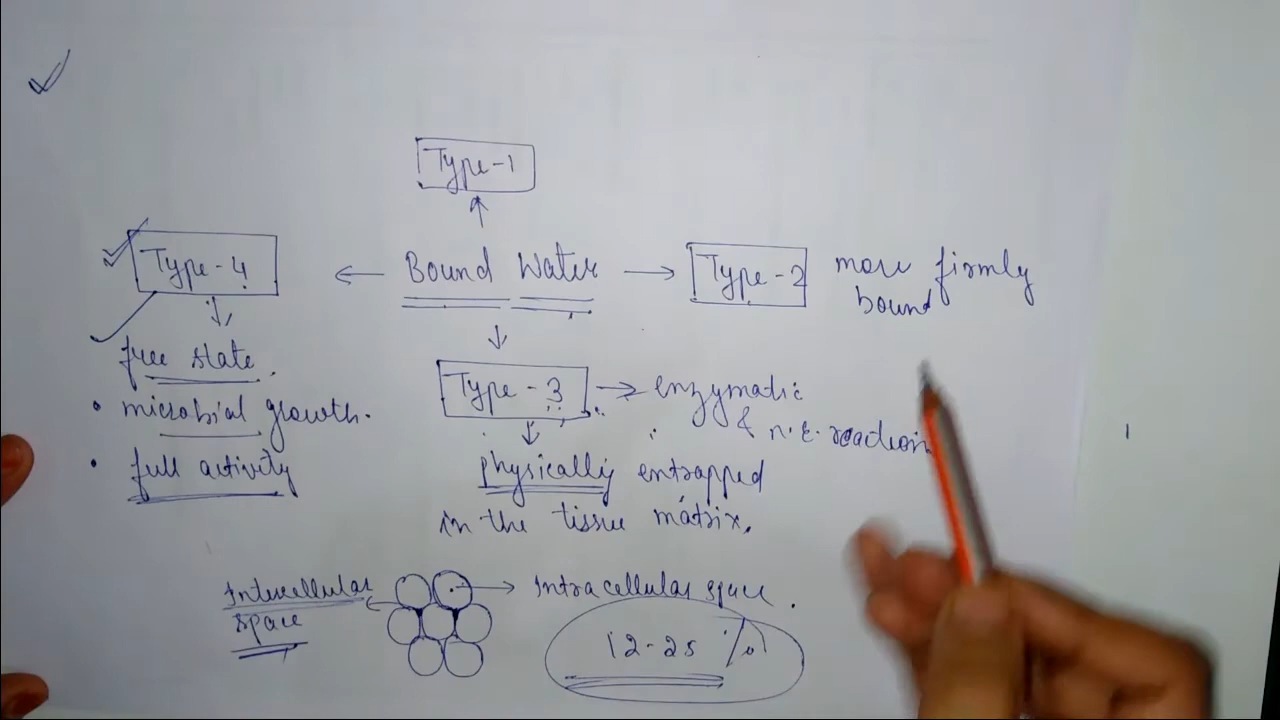 Type-1
Type-4
Bound Water
Type-2 more firmly
bound
free state.
• microbial growth.
• full activity
Type - 3 enzymatic
& n.E. reaction
physically entrapped
in the tissue matrix.
Intercellular
space
Intracellular space.
12-25 %